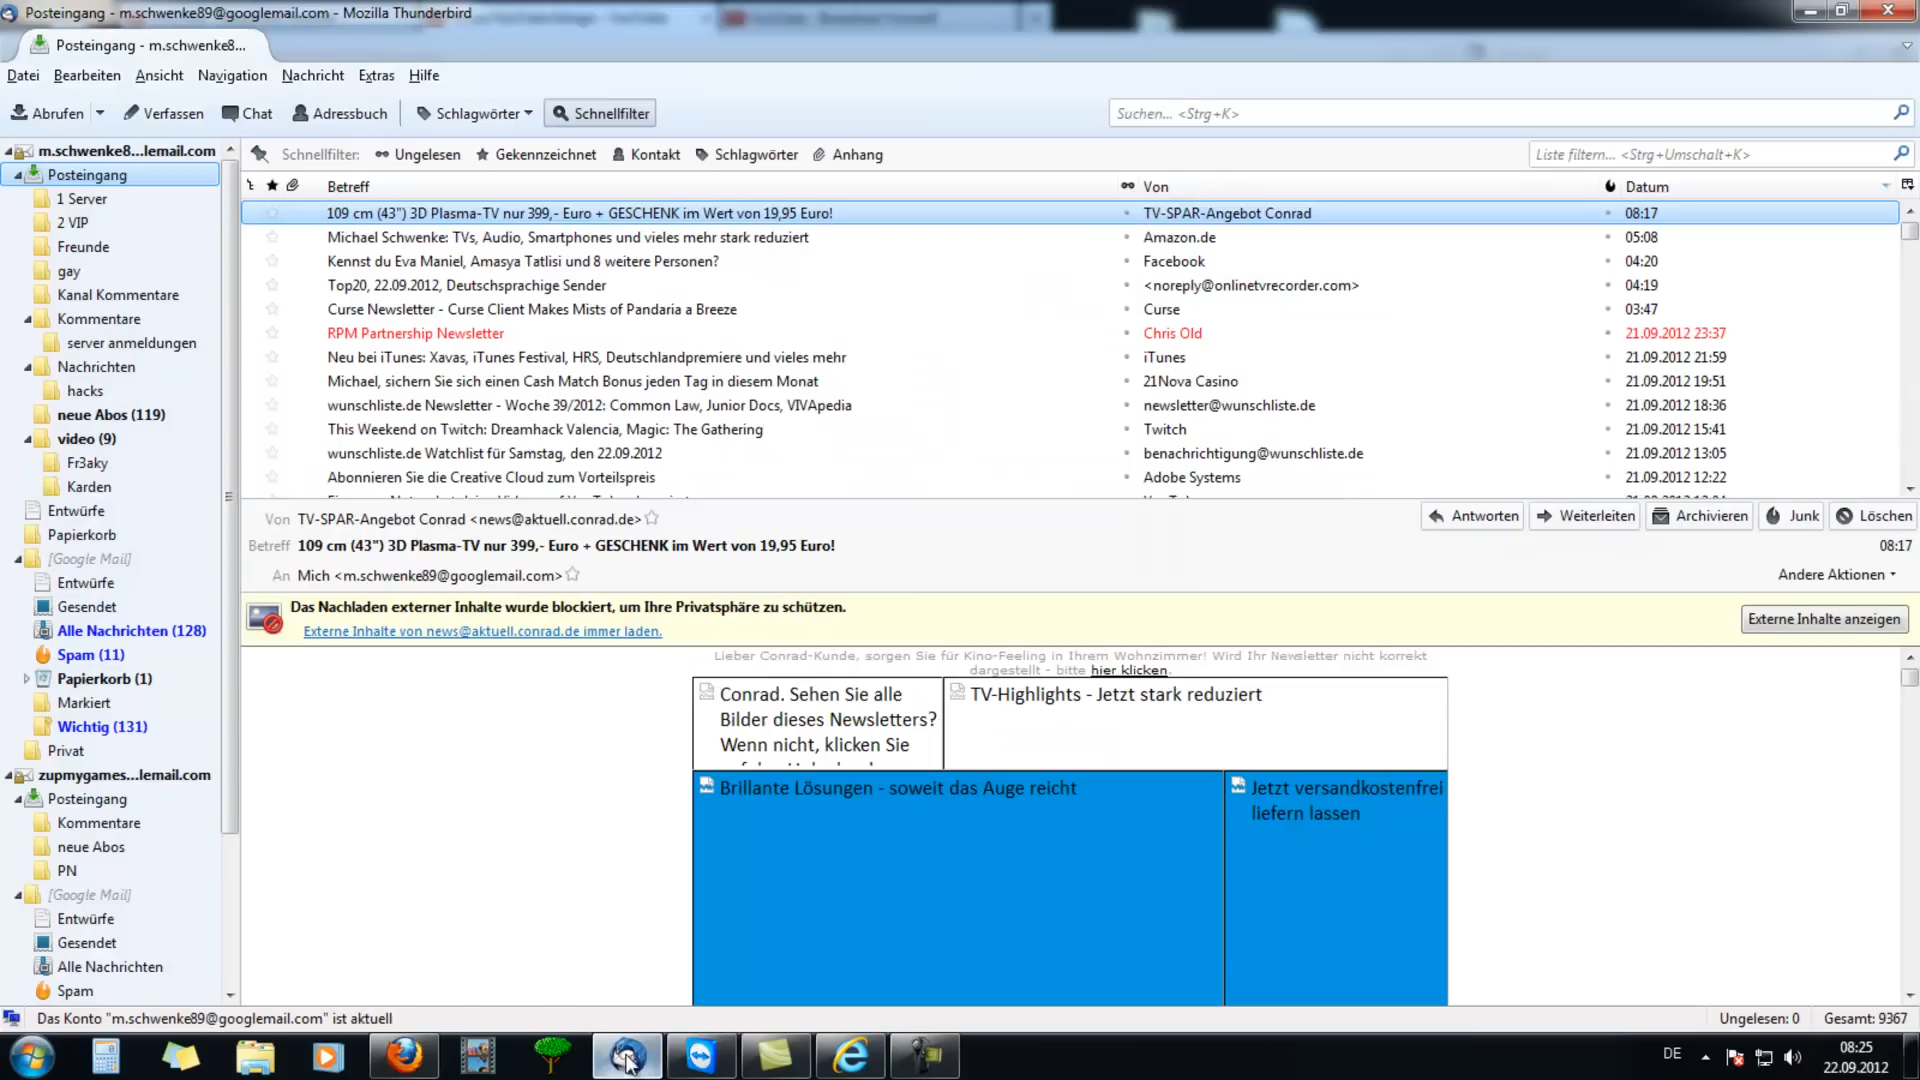 Posteingang - m.schwenke89@googlemail.com - Mozilla Thunderbird
Posteingang - m.schwenke8...
Datei Bearbeiten Ansicht Navigation Nachricht Extras Hilfe
Abrufen Verfassen Chat Adressbuch Schlagwörter Schnellfilter Suchen... <Strg+K>
m.schwenke8...lemail.com
Posteingang
1 Server
2 VIP
Freunde
gay
Kanal Kommentare
Kommentare
server anmeldungen
Nachrichten
hacks
neue Abos (119)
video (9)
Fr3aky
Karden
Entwürfe
Papierkorb
[Google Mail]
Entwürfe
Gesendet
Alle Nachrichten (128)
Spam (11)
Papierkorb (1)
Markiert
Wichtig (131)
Privat
zupmygames...lemail.com
Posteingang
Kommentare
neue Abos
PN
[Google Mail]
Entwürfe
Gesendet
Alle Nachrichten
Spam
Schnellfilter: Ungelesen Gekennzeichnet Kontakt Schlagwörter Anhang Liste filtern... <Strg+Umschalt+K>
Betreff Von Datum
109 cm (43") 3D Plasma-TV nur 399,- Euro + GESCHENK im Wert von 19,95 Euro! TV-SPAR-Angebot Conrad 08:17
Michael Schwenke: TVs, Audio, Smartphones und vieles mehr stark reduziert Amazon.de 05:08
Kennst du Eva Maniel, Amasya Tatlisi und 8 weitere Personen? Facebook 04:20
Top20, 22.09.2012, Deutschsprachige Sender <noreply@onlinetvrecorder.com> 04:19
Curse Newsletter - Curse Client Makes Mists of Pandaria a Breeze Curse 03:47
RPM Partnership Newsletter Chris Old 21.09.2012 23:37
Neu bei iTunes: Xavas, iTunes Festival, HRS, Deutschlandpremiere und vieles mehr iTunes 21.09.2012 21:59
Michael, sichern Sie sich einen Cash Match Bonus jeden Tag in diesem Monat 21Nova Casino 21.09.2012 19:51
wunschliste.de Newsletter - Woche 39/2012: Common Law, Junior Docs, VIVApedia newsletter@wunschliste.de 21.09.2012 18:36
This Weekend on Twitch: Dreamhack Valencia, Magic: The Gathering Twitch 21.09.2012 15:41
wunschliste.de Watchlist für Samstag, den 22.09.2012 benachrichtigung@wunschliste.de 21.09.2012 13:05
Abonnieren Sie die Creative Cloud zum Vorteilspreis Adobe Systems 21.09.2012 12:22
Von TV-SPAR-Angebot Conrad <news@aktuell.conrad.de> Antworten Weiterleiten Archivieren Junk Löschen
Betreff 109 cm (43") 3D Plasma-TV nur 399,- Euro + GESCHENK im Wert von 19,95 Euro! 08:17
An Mich <m.schwenke89@googlemail.com> Andere Aktionen
Das Nachladen externer Inhalte wurde blockiert, um Ihre Privatsphäre zu schützen.
Externe Inhalte von news@aktuell.conrad.de immer laden. Externe Inhalte anzeigen
Lieber Conrad-Kunde, sorgen Sie für Kino-Feeling in Ihrem Wohnzimmer! Wird Ihr Newsletter nicht korrekt
dargestellt - bitte hier klicken.
Conrad. Sehen Sie alle
Bilder dieses Newsletters?
Wenn nicht, klicken Sie
TV-Highlights - Jetzt stark reduziert
Brillante Lösungen - soweit das Auge reicht
Jetzt versandkostenfrei
liefern lassen
Das Konto "m.schwenke89@googlemail.com" ist aktuell Ungelesen: 0 Gesamt: 9367
DE 08:25
22.09.2012